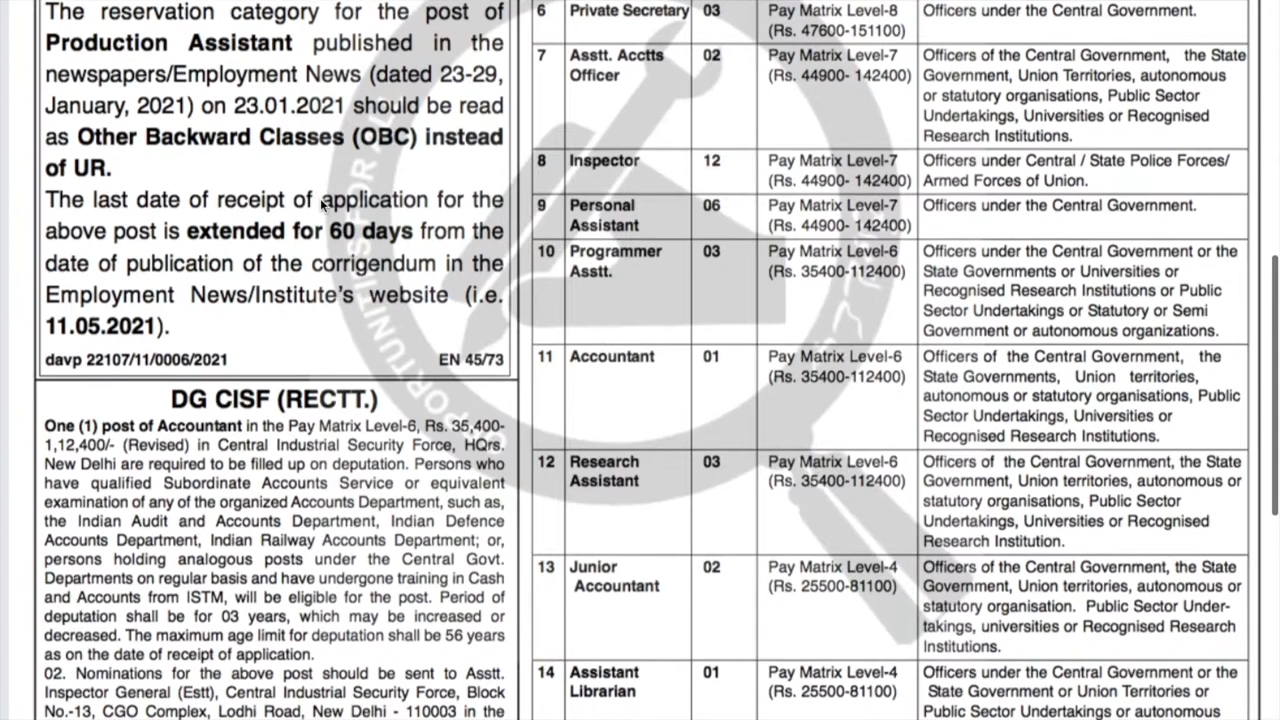 The reservation category for the post of
Production Assistant published in the
newspapers/Employment News (dated 23-29,
January, 2021) on 23.01.2021 should be read
as Other Backward Classes (OBC) instead
of UR.
The last date of receipt of application for the
above post is extended for 60 days from the
date of publication of the corrigendum in the
Employment News/Institute's website (i.e.
11.05.2021).
davp 22107/11/0006/2021 EN 45/73
DG CISF (RECTT.)
One (1) post of Accountant in the Pay Matrix Level-6, Rs. 35,400-
1,12,400/- (Revised) in Central Industrial Security Force, HQrs.
New Delhi are required to be filled up on deputation. Persons who
have qualified Subordinate Accounts Service or equivalent
examination of any of the organized Accounts Department, such as,
the Indian Audit and Accounts Department, Indian Defence
Accounts Department, Indian Railway Accounts Department; or,
persons holding analogous posts under the Central Govt.
Departments on regular basis and have undergone training in Cash
and Accounts from ISTM, will be eligible for the post. Period of
deputation shall be for 03 years, which may be increased or
decreased. The maximum age limit for deputation shall be 56 years
as on the date of receipt of application.
02. Nominations for the above post should be sent to Asstt.
Inspector General (Estt), Central Industrial Security Force, Block
No.-13, CGO Complex, Lodhi Road, New Delhi - 110003 in the
6 Private Secretary 03 Pay Matrix Level-8 Officers under the Central Government.
(Rs. 47600-151100)
7 Asstt. Acctts 02 Pay Matrix Level-7 Officers of the Central Government, the State
Officer (Rs. 44900- 142400) Government, Union Territories, autonomous
or statutory organisations, Public Sector
Undertakings, Universities or Recognised
Research Institutions.
8 Inspector 12 Pay Matrix Level-7 Officers under Central / State Police Forces/
(Rs. 44900- 142400) Armed Forces of Union.
9 Personal 06 Pay Matrix Level-7 Officers under the Central Government.
Assistant (Rs. 44900- 142400)
10 Programmer 03 Pay Matrix Level-6 Officers under the Central Government or the
Asstt. (Rs. 35400-112400) State Governments or Universities or
Recognised Research Institutions or Public
Sector Undertakings or Statutory or Semi
Government or autonomous organizations.
11 Accountant 01 Pay Matrix Level-6 Officers of the Central Government, the
(Rs. 35400-112400) State Governments, Union territories,
autonomous or statutory organisations, Public
Sector Undertakings, Universities or
Recognised Research Institutions.
12 Research 03 Pay Matrix Level-6 Officers of the Central Government, the State
Assistant (Rs. 35400-112400) Government, Union territories, autonomous or
statutory organisations, Public Sector
Undertakings, Universities or Recognised
Research Institution.
13 Junior 02 Pay Matrix Level-4 Officers of the Central Government, the State
Accountant (Rs. 25500-81100) Government, Union territories, autonomous or
statutory organisation. Public Sector Under-
takings, universities or Recognised Research
Institutions.
14 Assistant 01 Pay Matrix Level-4 Officers under the Central Government or the
Librarian (Rs. 25500-81100) State Government or Union Territories or
Public Sector Undertakings or autonomous